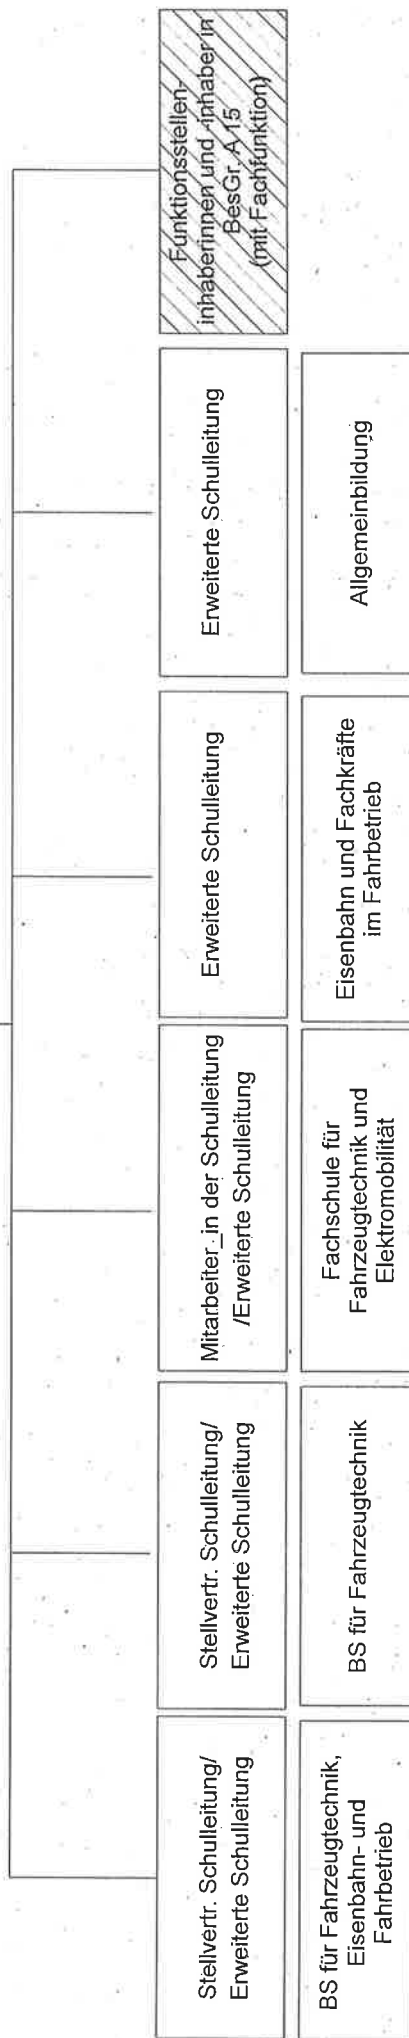 Stellvertr. Schulleitung/
Erweiterte Schulleitung
Stellvertr. Schulleitung/
Erweiterte Schulleitung
Mitarbeiter_in der Schulleitung
/Erweiterte Schulleitung
Erweiterte Schulleitung
Erweiterte Schulleitung
Funktionsstellen-
inhaberinnen und -inhaber in
BesGr. A 15
(mit Fachfunktion)
BS für Fahrzeugtechnik,
Eisenbahn- und
Fahrbetrieb
BS für Fahrzeugtechnik
Fachschule für
Fahrzeugtechnik und
Elektromobilität
Eisenbahn und Fachkräfte
im Fahrbetrieb
Allgemeinbildung